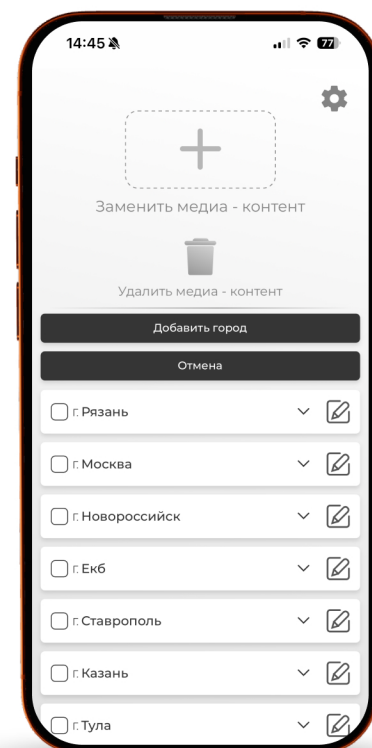 14:45
77
Заменить медиа - контент
Удалить медиа - контент
Добавить город
Отмена
г. Рязань
г. Москва
г. Новороссийск
г. Екб
г. Ставрополь
г. Казань
г. Тула